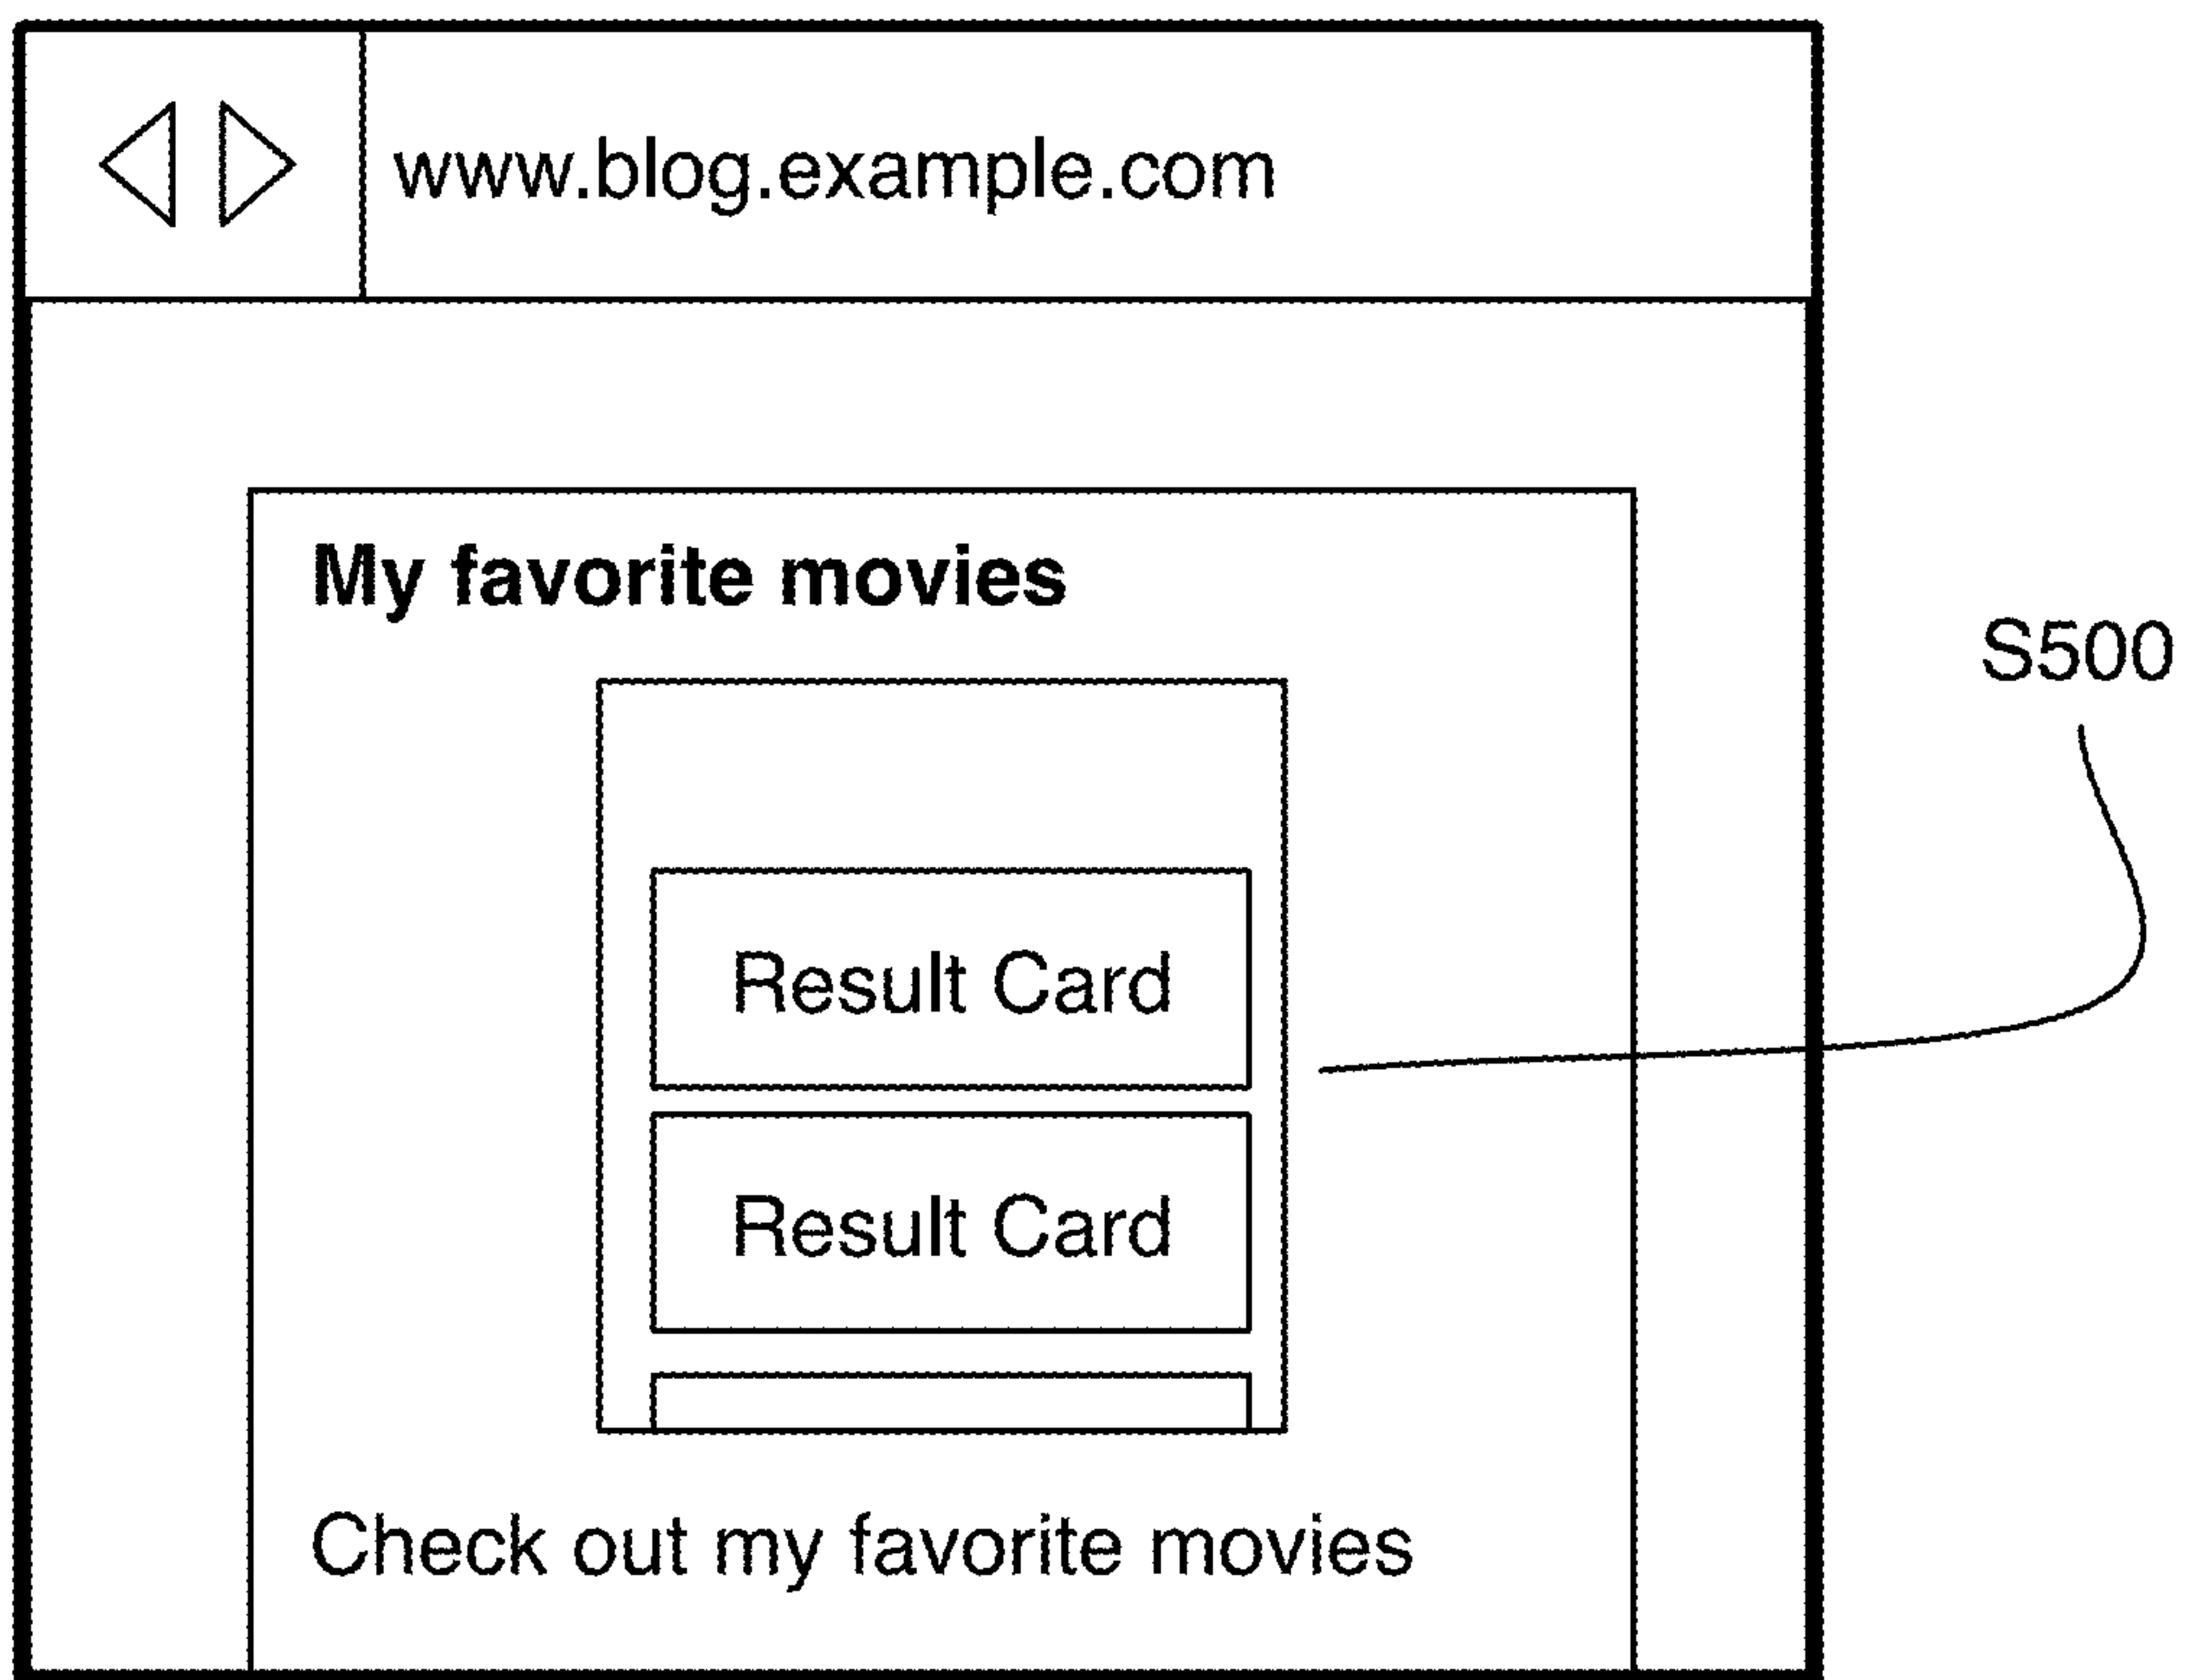 www.blog.example.com
My favorite movies
S500
Result Card
Result Card
Check out my favorite movies